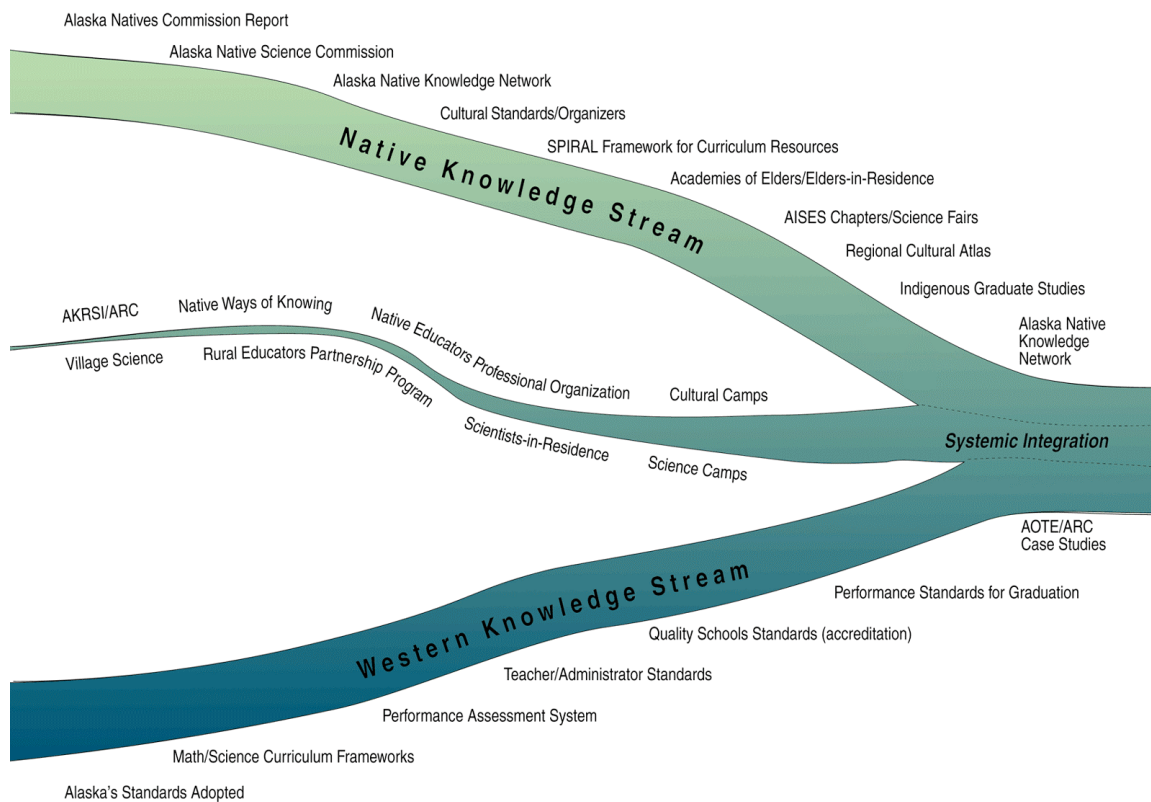 Alaska Natives Commission Report
Alaska Native Science Commission
Alaska Native Knowledge Network
Cultural Standards/Organizers
SPIRAL Framework for Curriculum Resources
Academies of Elders/Elders-in-Residence
AISES Chapters/Science Fairs
Regional Cultural Atlas
Indigenous Graduate Studies
Alaska Native
Knowledge
Network
Native Knowledge Stream
AKRSI/ARC
Native Ways of Knowing
Native Educators Professional Organization
Cultural Camps
Village Science
Rural Educators Partnership Program
Scientists-in-Residence
Science Camps
Systemic Integration
Western Knowledge Stream
AOTE/ARC
Case Studies
Performance Standards for Graduation
Quality Schools Standards (accreditation)
Teacher/Administrator Standards
Performance Assessment System
Math/Science Curriculum Frameworks
Alaska's Standards Adopted